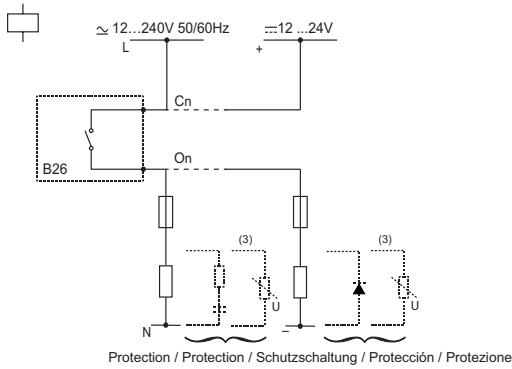 ≃ 12...240V 50/60Hz
⎓12 ...24V
L
+
Cn
On
B26
(3)
(3)
U
U
N
–
Protection / Protection / Schutzschaltung / Protección / Protezione